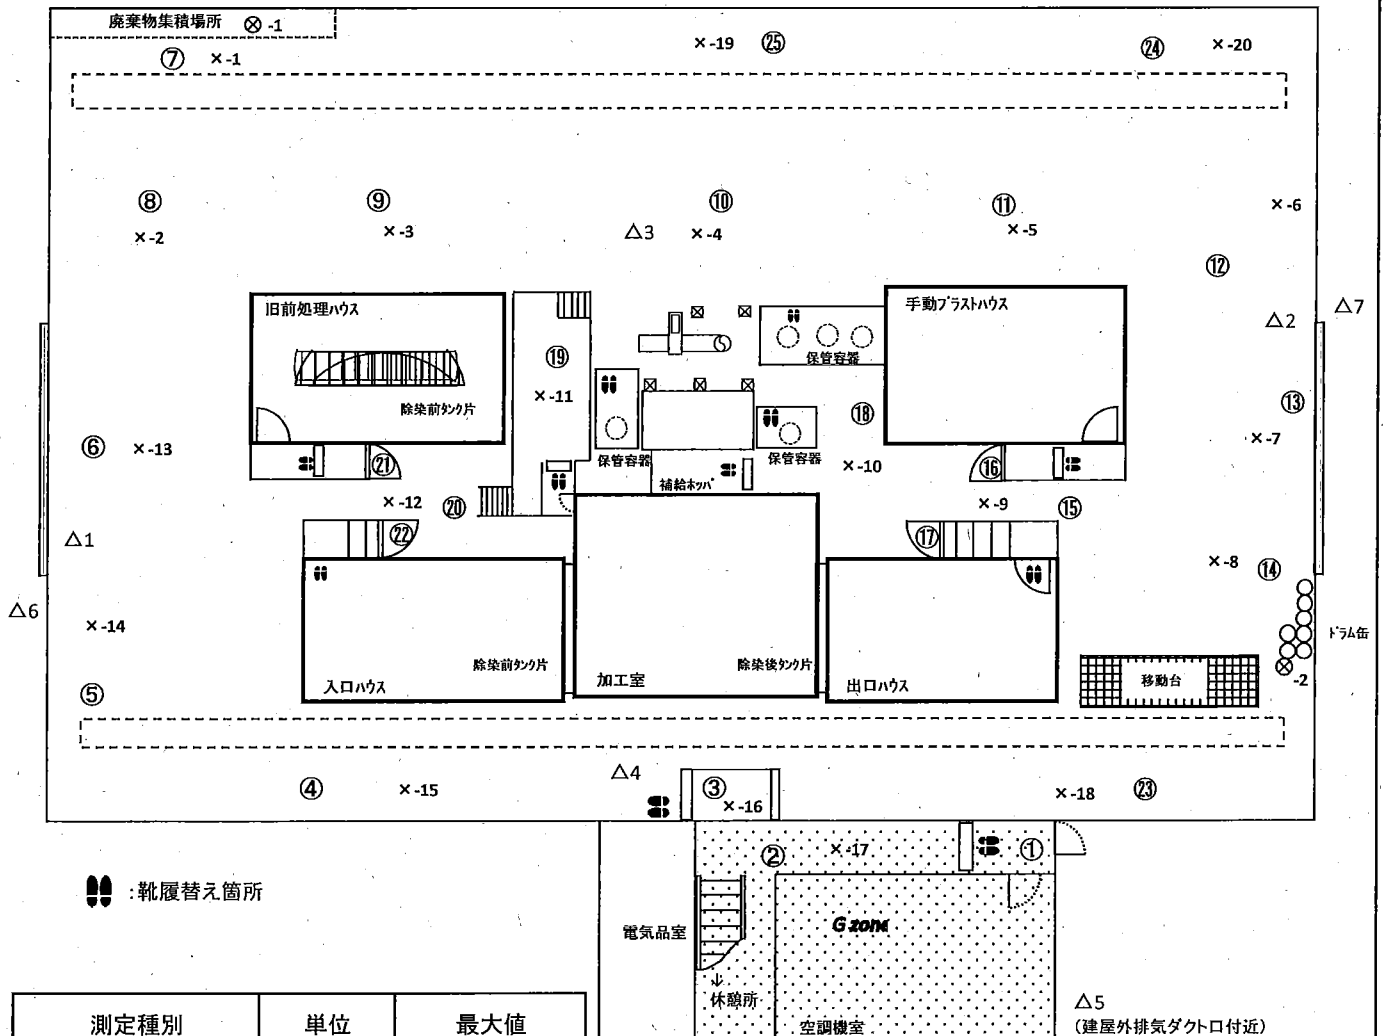 廃棄物集積場所 ⊗ -1
⑦ × -1
× -19 ㉕
㉔ × -20
⑧
× -2
⑨
× -3
⑩
△3 × -4
⑪
× -5
× -6
⑫
△2
△7
旧前処理ハウス
除染前タンク片
⑲
× -11
保管容器
手動ブラストハウス
⑱
⑬
× -7
⑥ × -13
㉑
保管容器
補給ホッパ
保管容器
× -10
⑯
× -12 ⑳
× -9
⑮
△1
㉒
⑰
× -8 ⑭
△6
× -14
入口ハウス
除染前タンク片
加工室
除染後タンク片
出口ハウス
移動台
ドラム缶
⊗
-2
⑤
④ × -15
△4
③
× -16
× -18 ㉓
:靴履替え箇所
② × -17
①
電気品室
G zone
↓
休憩所
空調機室
△5
(建屋外排気ダクト口付近)
測定種別 単位 最大値